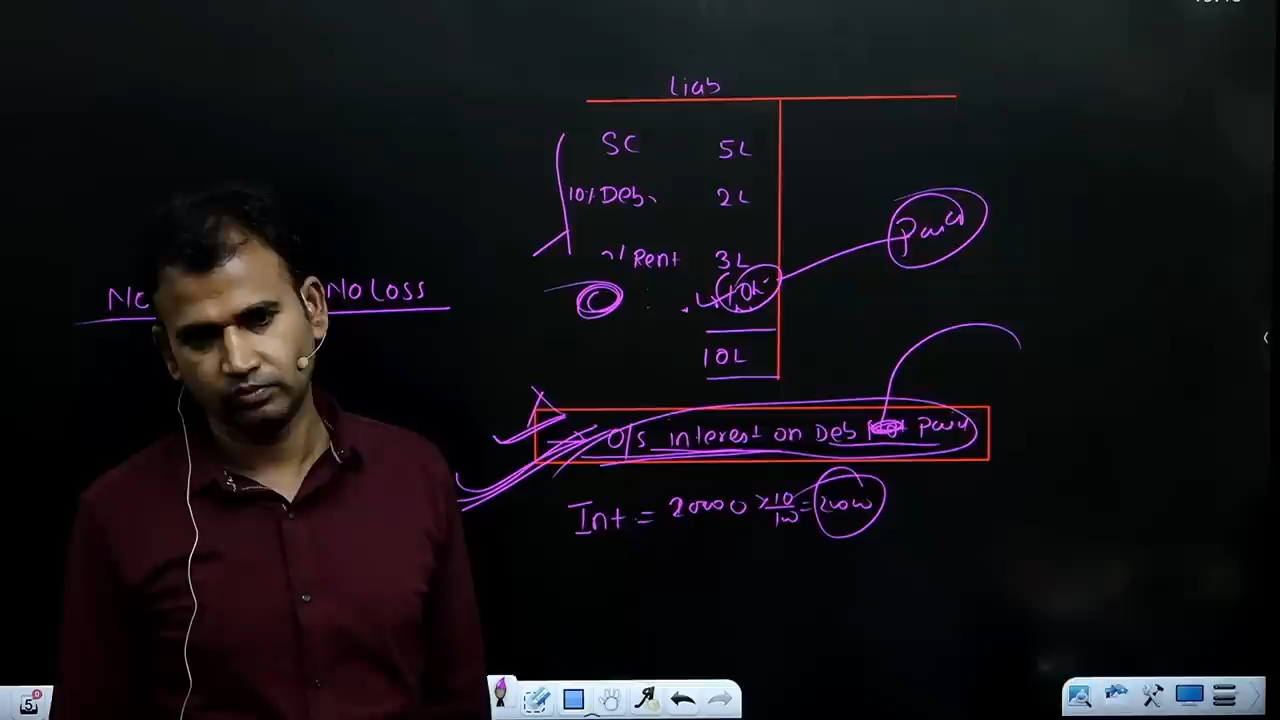 Liab
SC 5L
10% Deb. 2L
Rent 3L
C
10L
Paid
No Loss
O/S interest on Deb Paid
Int = 20000 × 10/100 = 2000
5